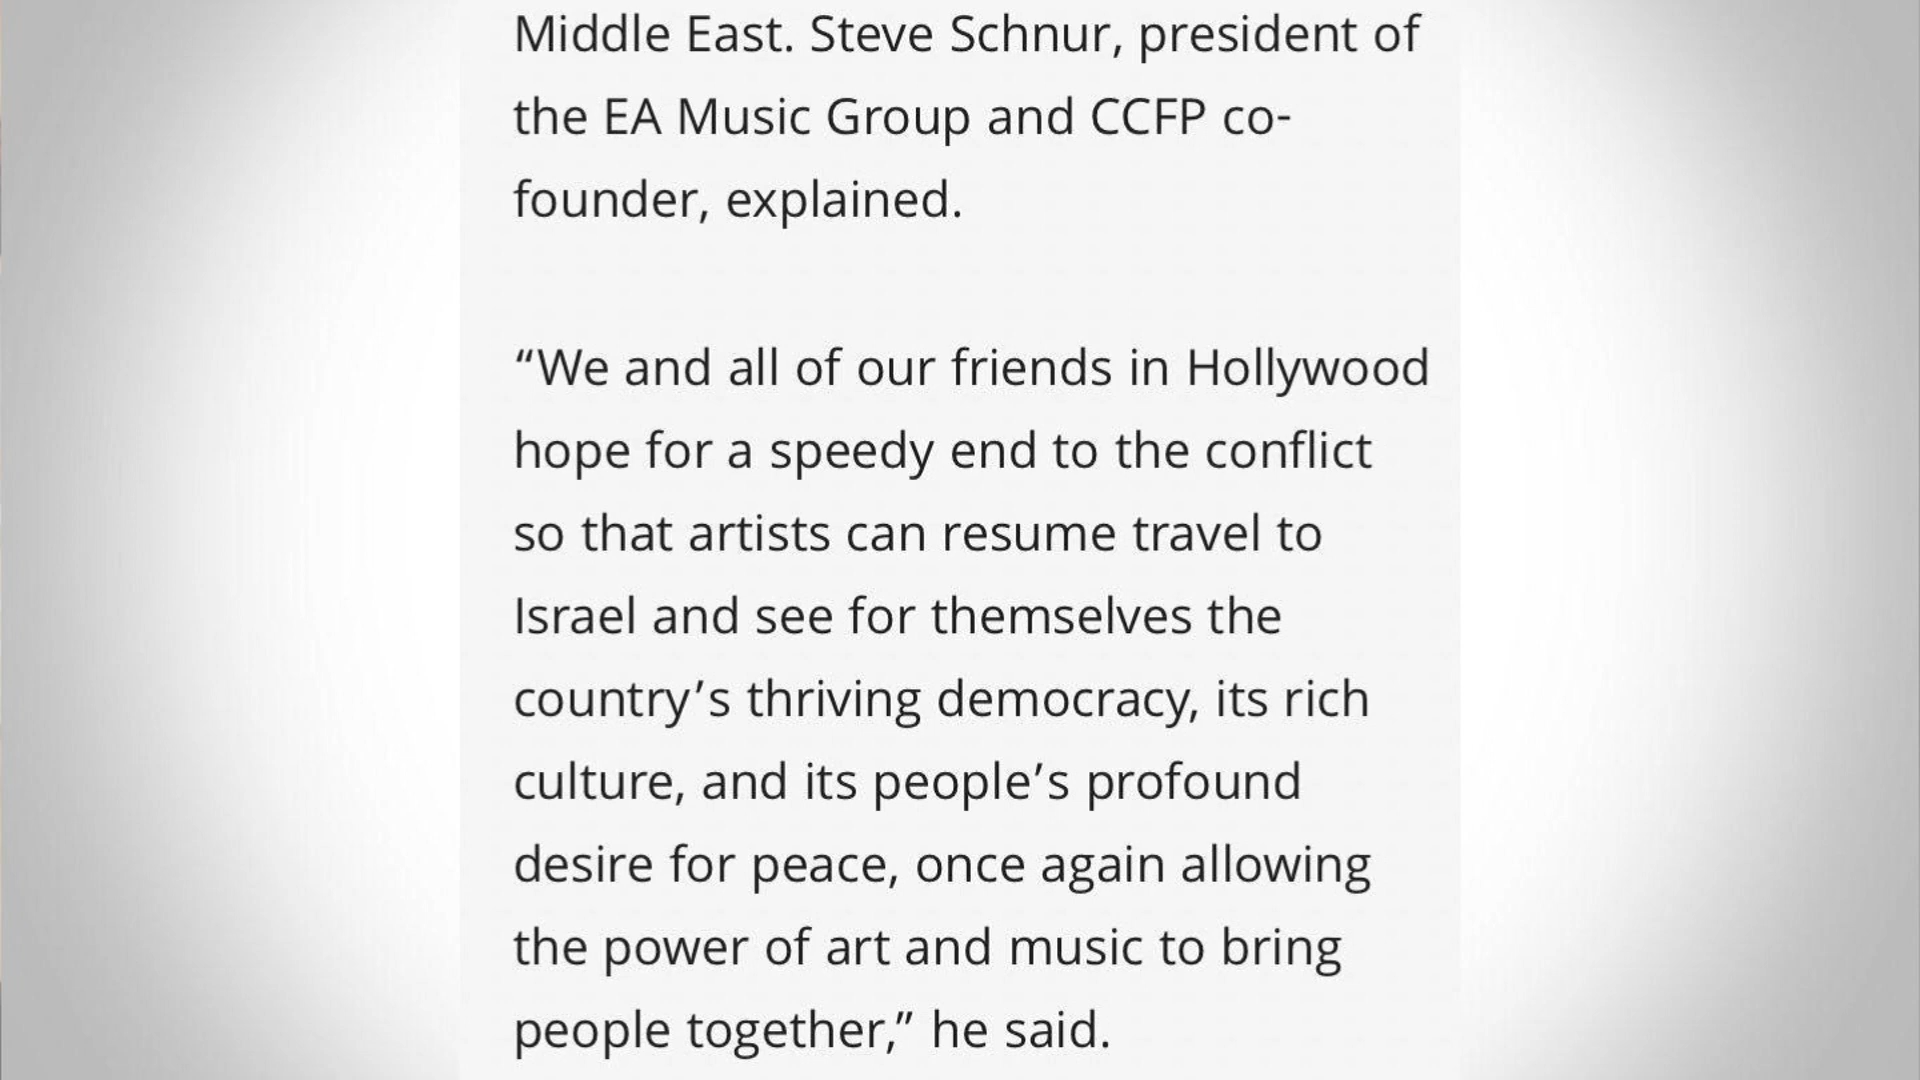 Middle East. Steve Schnur, president of
the EA Music Group and CCFP co-
founder, explained.
“We and all of our friends in Hollywood
hope for a speedy end to the conflict
so that artists can resume travel to
Israel and see for themselves the
country’s thriving democracy, its rich
culture, and its people’s profound
desire for peace, once again allowing
the power of art and music to bring
people together,” he said.